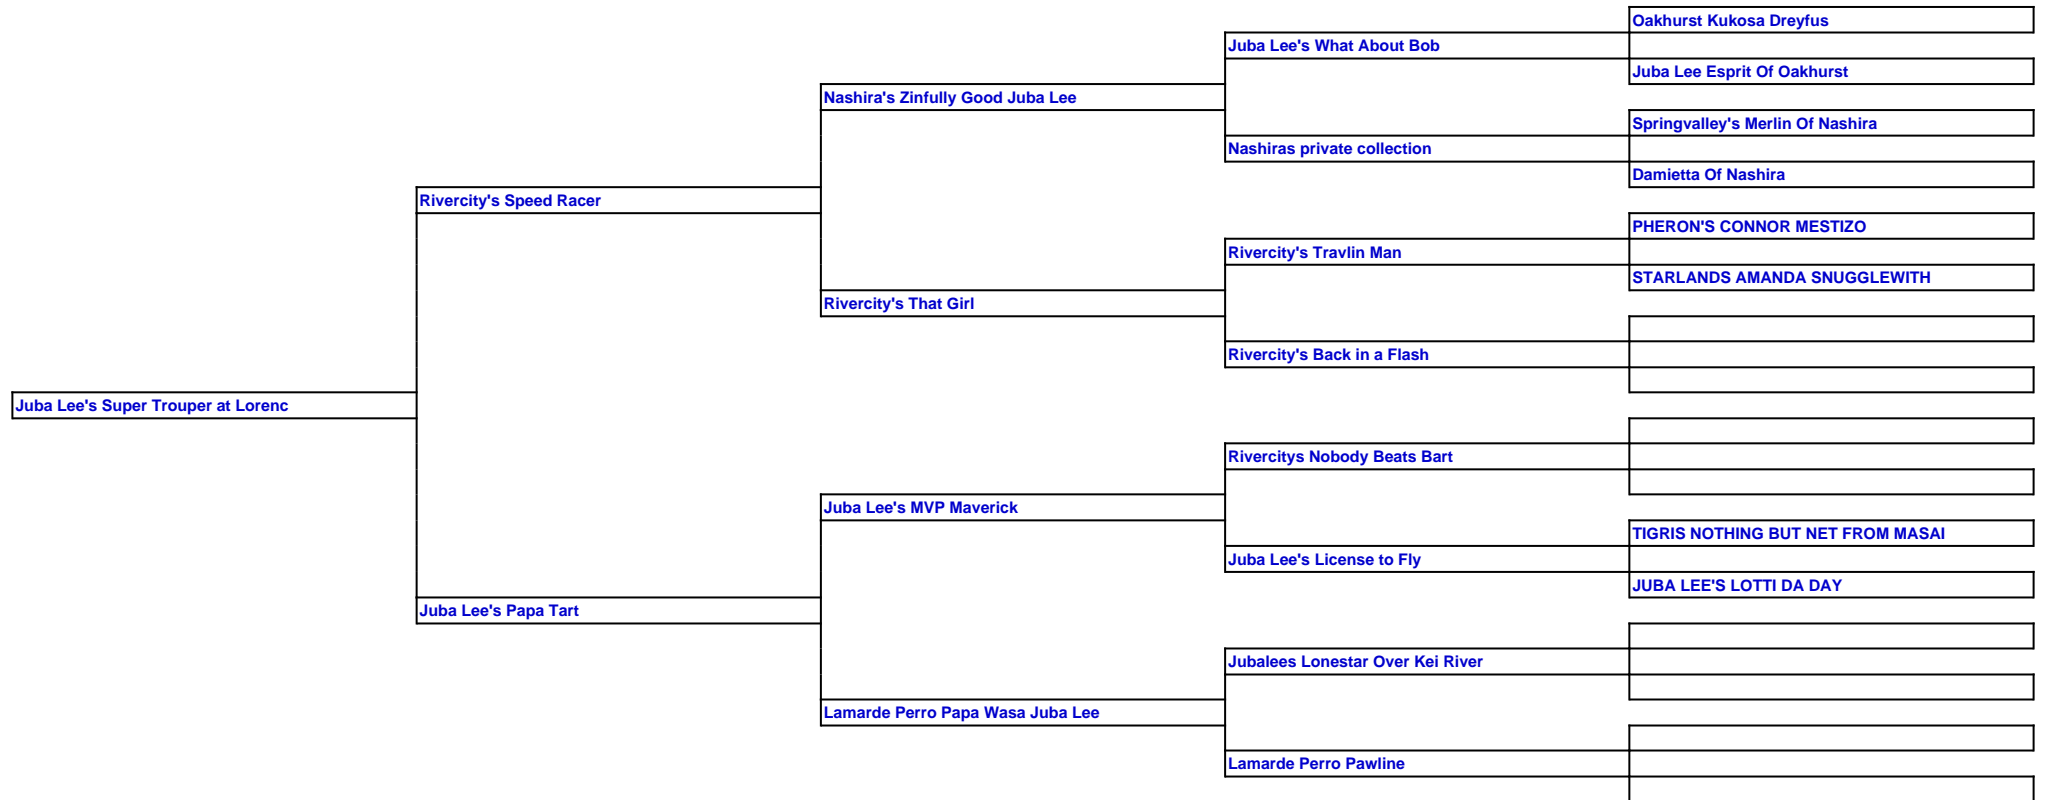 Oakhurst Kukosa Dreyfus
Juba Lee's What About Bob
Juba Lee Esprit Of Oakhurst
Nashira's Zinfully Good Juba Lee
Springvalley's Merlin Of Nashira
Nashiras private collection
Damietta Of Nashira
Rivercity's Speed Racer
PHERON'S CONNOR MESTIZO
Rivercity's Travlin Man
STARLANDS AMANDA SNUGGLEWITH
Rivercity's That Girl
Rivercity's Back in a Flash
Juba Lee's Super Trouper at Lorenc
Rivercitys Nobody Beats Bart
Juba Lee's MVP Maverick
TIGRIS NOTHING BUT NET FROM MASAI
Juba Lee's License to Fly
JUBA LEE'S LOTTI DA DAY
Juba Lee's Papa Tart
Jubalees Lonestar Over Kei River
Lamarde Perro Papa Wasa Juba Lee
Lamarde Perro Pawline